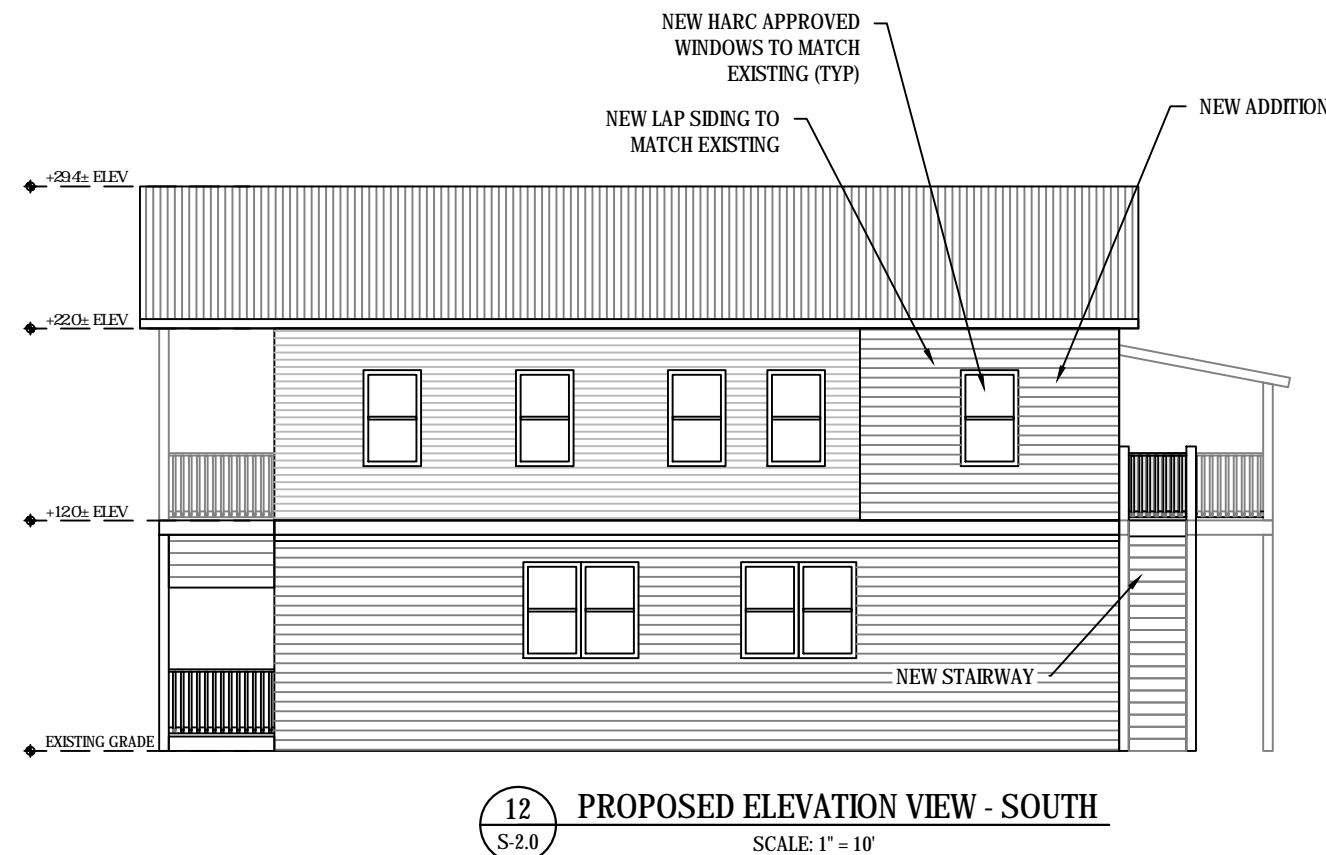 NEW HARC APPROVED
WINDOWS TO MATCH
EXISTING (TYP)
NEW LAP SIDING TO
MATCH EXISTING
NEW ADDITION
+29.4± ELEV
+22.0± ELEV
+12.0± ELEV
NEW STAIRWAY
EXISTING GRADE
12
S-2.0
PROPOSED ELEVATION VIEW - SOUTH
SCALE: 1" = 10'